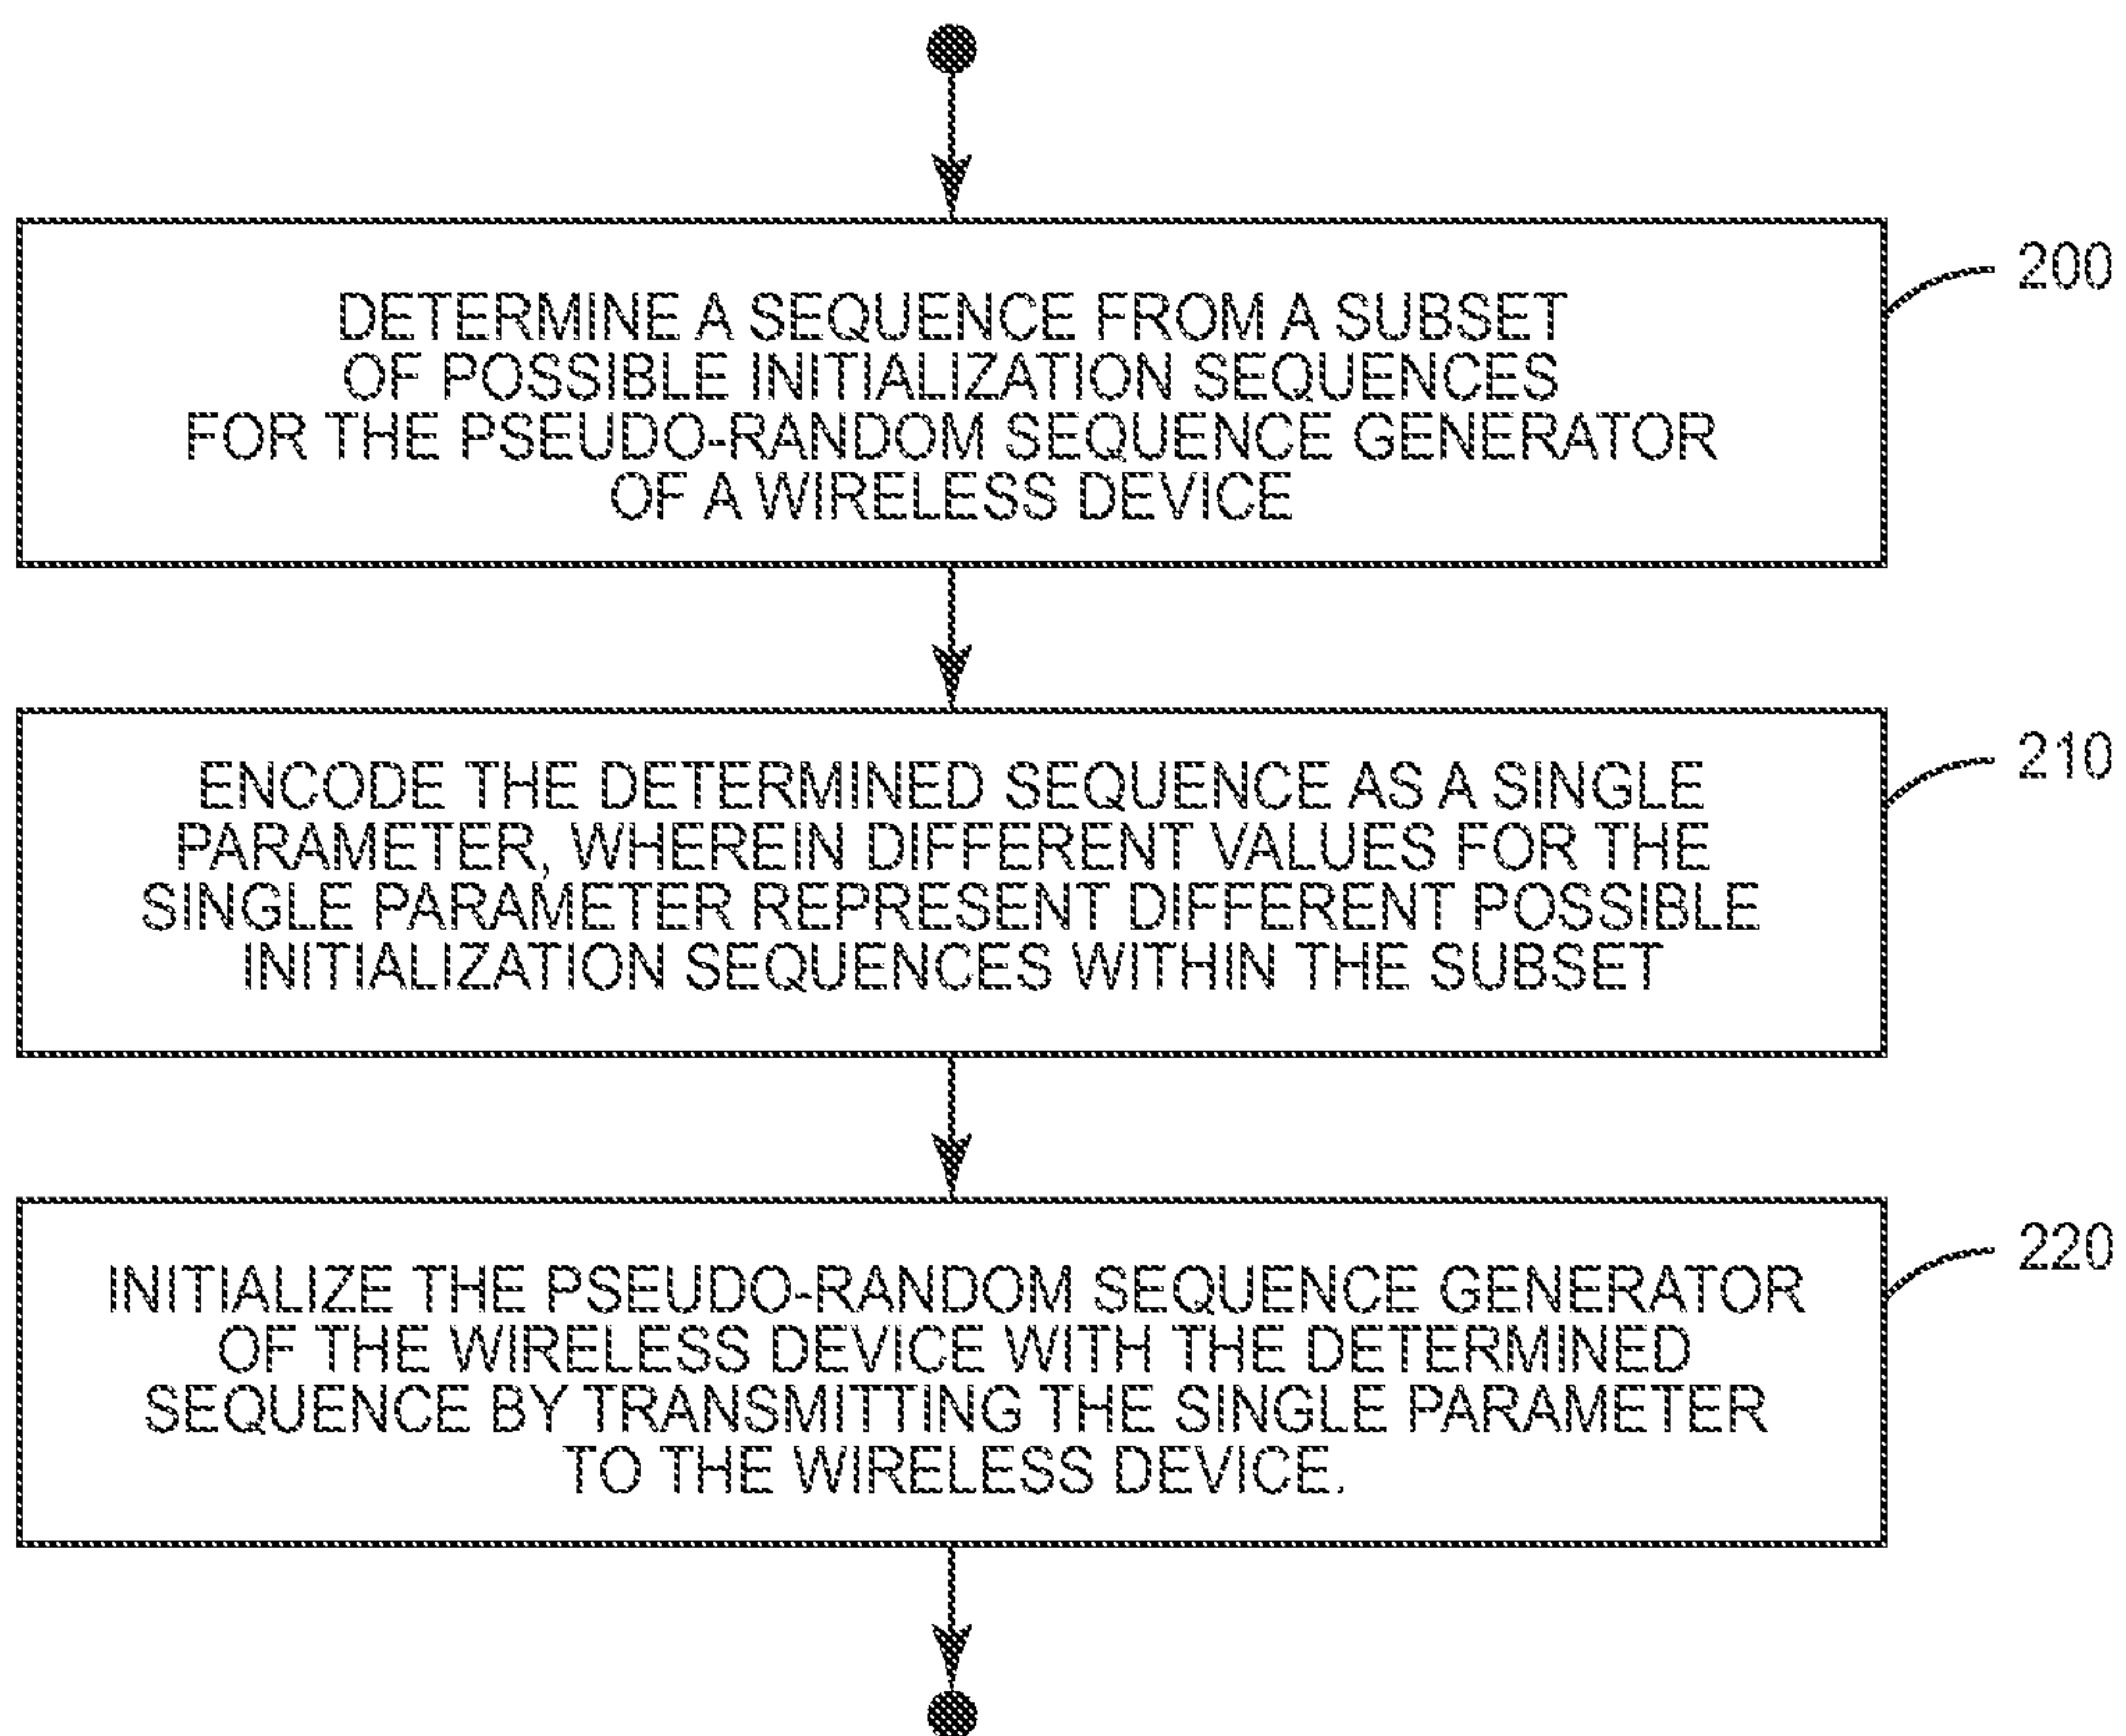 200
DETERMINE A SEQUENCE FROM A SUBSET
OF POSSIBLE INITIALIZATION SEQUENCES
FOR THE PSEUDO-RANDOM SEQUENCE GENERATOR
OF A WIRELESS DEVICE
210
ENCODE THE DETERMINED SEQUENCE AS A SINGLE
PARAMETER, WHEREIN DIFFERENT VALUES FOR THE
SINGLE PARAMETER REPRESENT DIFFERENT POSSIBLE
INITIALIZATION SEQUENCES WITHIN THE SUBSET
220
INITIALIZE THE PSEUDO-RANDOM SEQUENCE GENERATOR
OF THE WIRELESS DEVICE WITH THE DETERMINED
SEQUENCE BY TRANSMITTING THE SINGLE PARAMETER
TO THE WIRELESS DEVICE.